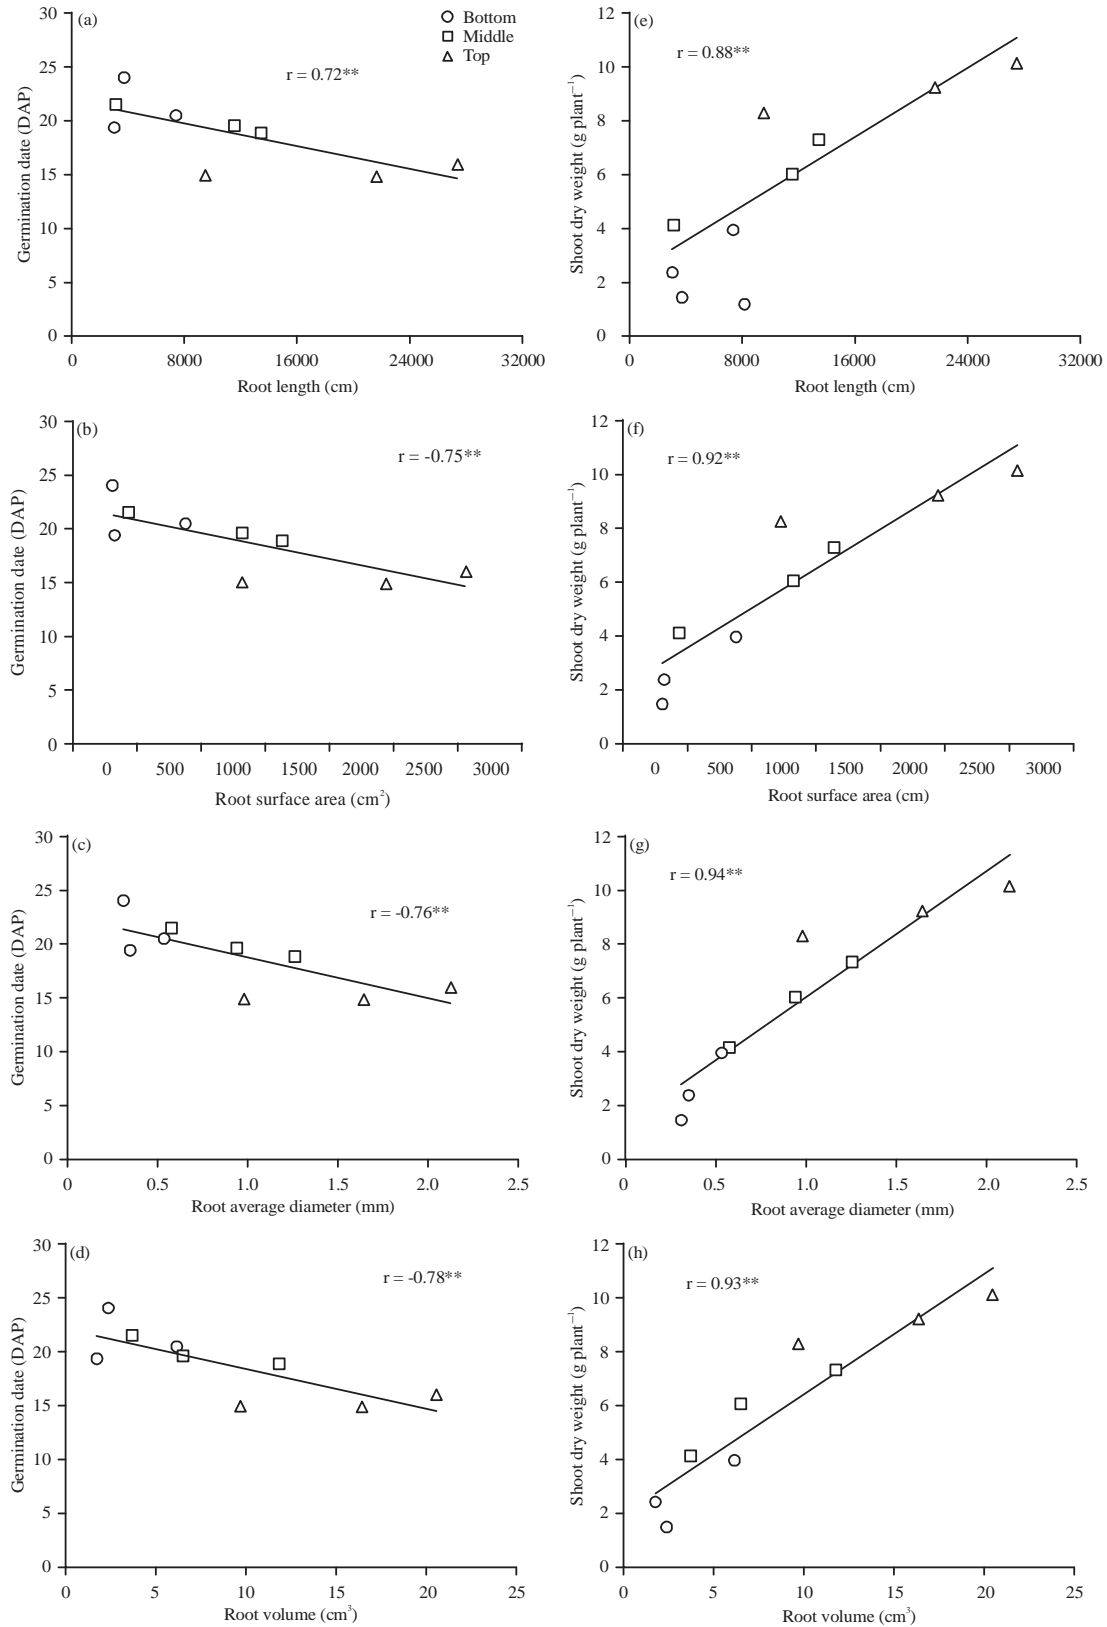 (a)
Bottom
Middle
Top
r = 0.72**
30
25
20
15
10
5
0
Germination date (DAP)
0 8000 16000 24000 32000
Root length (cm)
(e)
r = 0.88**
12
10
8
6
4
2
0
Shoot dry weight (g plant⁻¹)
0 8000 16000 24000 32000
Root length (cm)
(b)
r = -0.75**
30
25
20
15
10
5
0
Germination date (DAP)
0 500 1000 1500 2000 3000
Root surface area (cm²)
(f)
r = 0.92**
12
10
8
6
4
2
0
Shoot dry weight (g plant⁻¹)
0 500 1000 1500 2000 3000
Root surface area (cm)
(c)
r = -0.76**
30
25
20
15
10
5
0
Germination date (DAP)
0 0.5 1.0 1.5 2.0 2.5
Root average diameter (mm)
(g)
r = 0.94**
12
10
8
6
4
2
0
Shoot dry weight (g plant⁻¹)
0 0.5 1.0 1.5 2.0 2.5
Root average diameter (mm)
(d)
r = -0.78**
30
25
20
15
10
5
0
Germination date (DAP)
0 5 10 15 20 25
Root volume (cm³)
(h)
r = 0.93**
12
10
8
6
4
2
0
Shoot dry weight (g plant⁻¹)
0 5 10 15 20 25
Root volume (cm³)